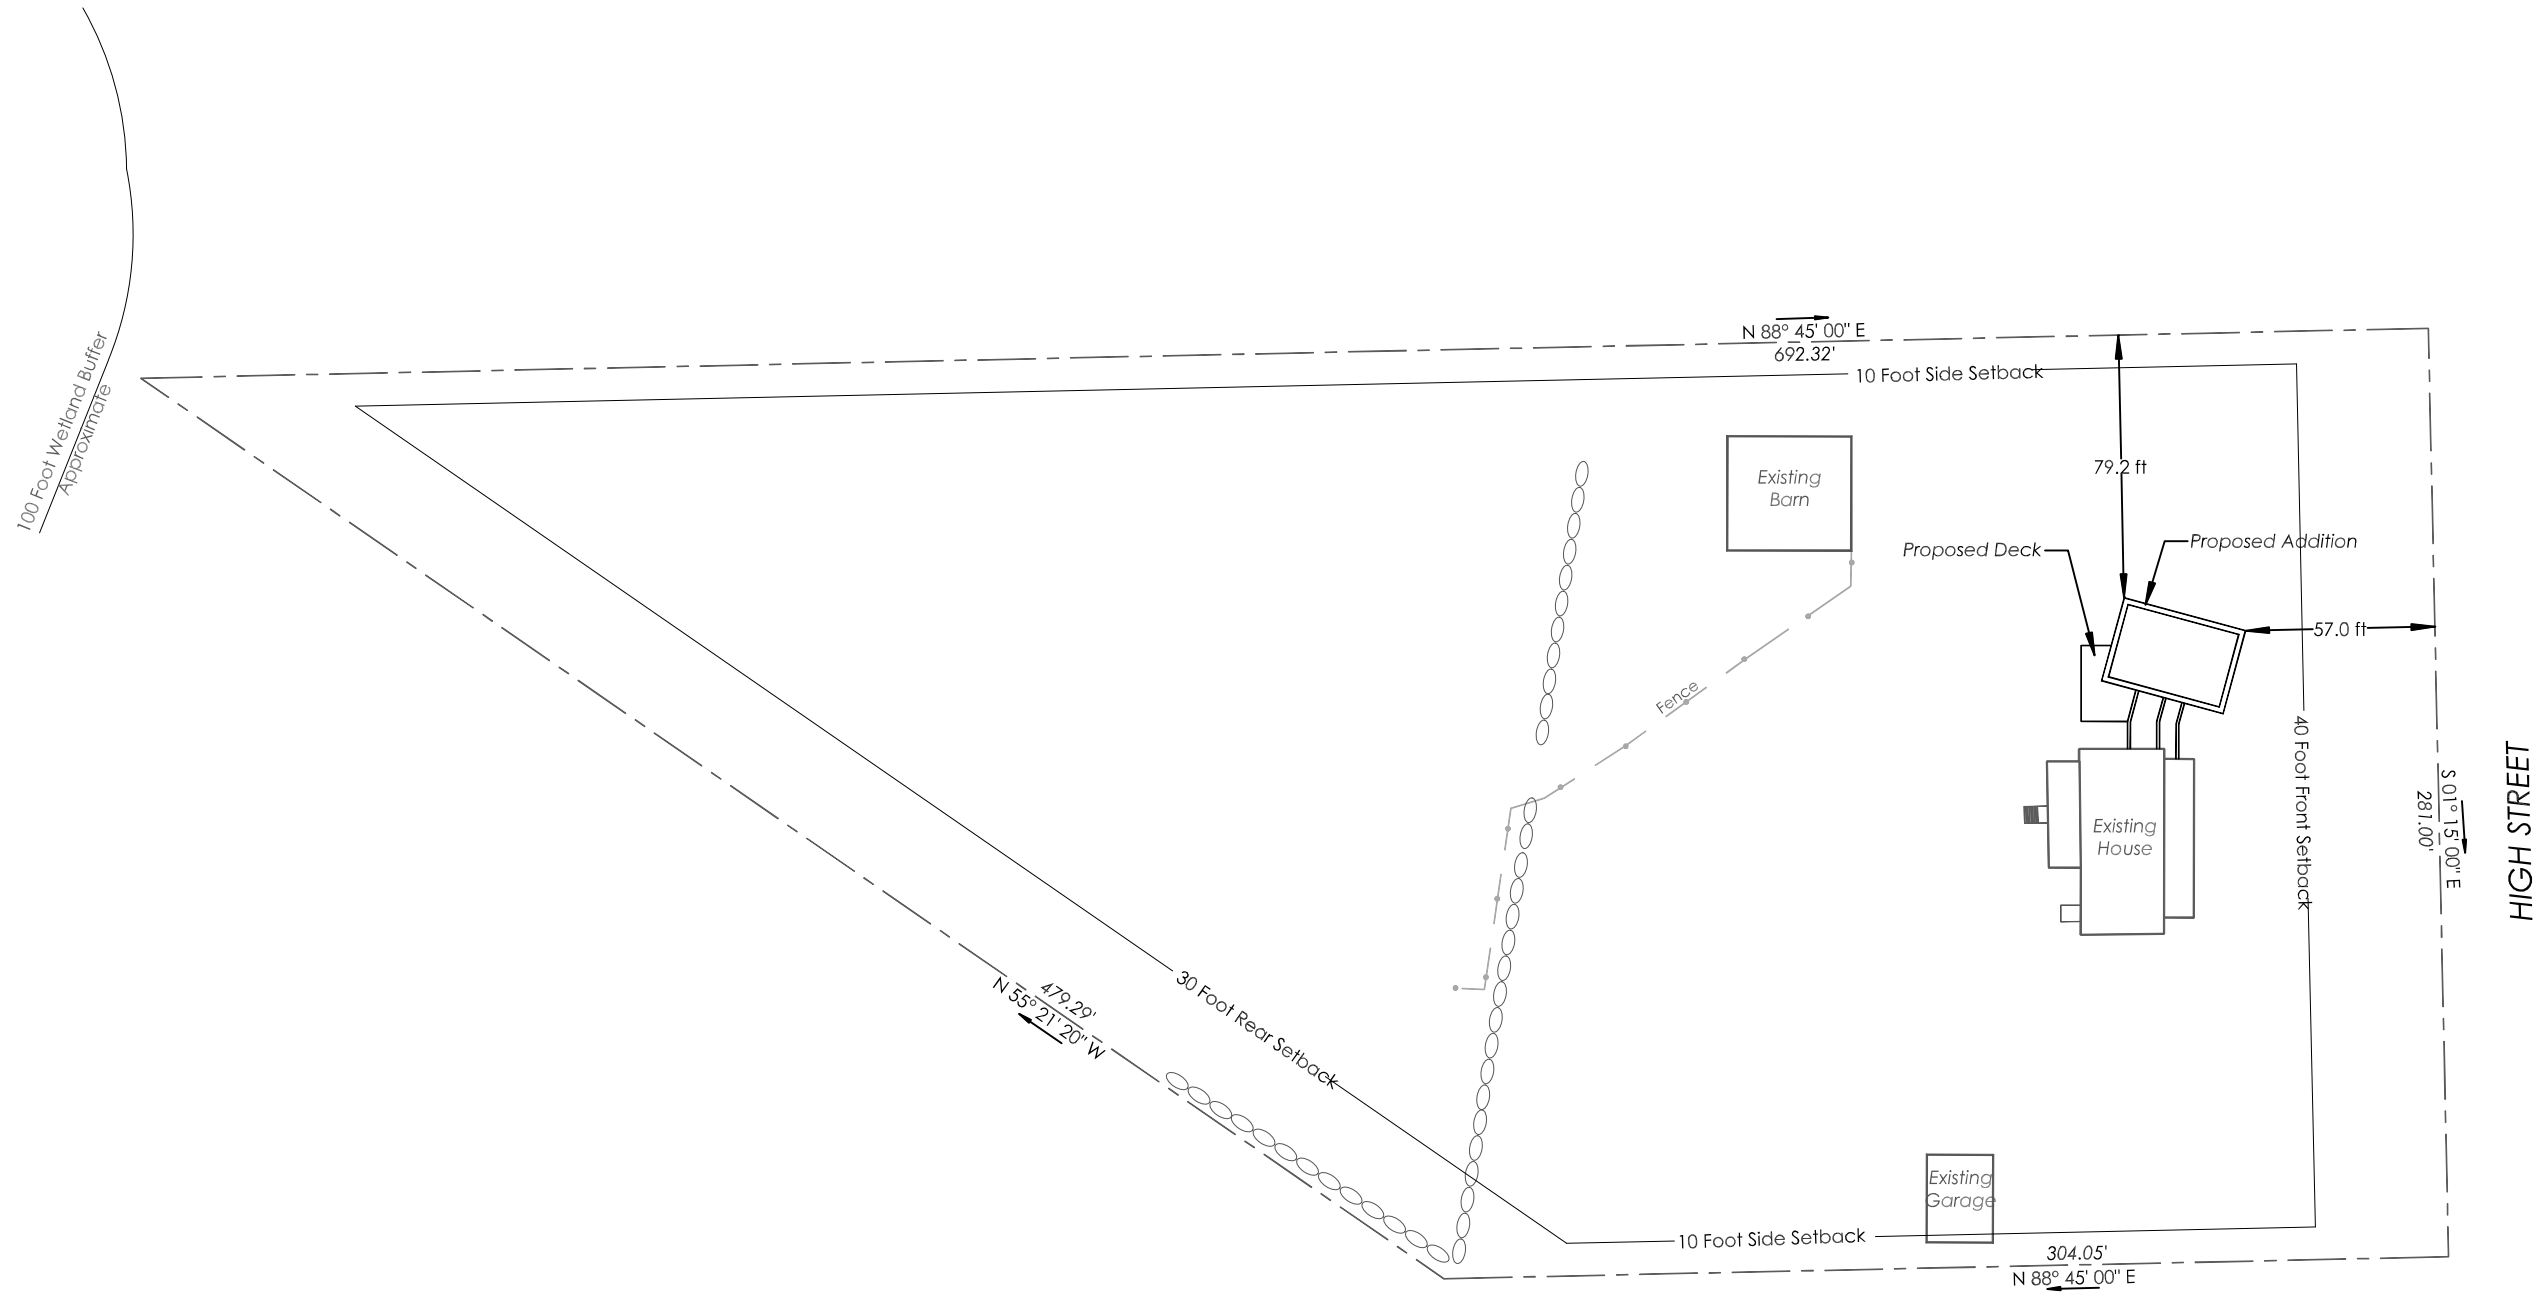 100 Foot Wetland Buffer
Approximate
N 88° 45' 00" E
692.32'
10 Foot Side Setback
Existing
Barn
79.2 ft
Proposed Deck
Proposed Addition
57.0 ft
Fence
40 Foot Front Setback
S 01° 15' 00" E
281.00'
HIGH STREET
Existing
House
479.29'
N 55° 21' 20" W
30 Foot Rear Setback
Existing
Garage
10 Foot Side Setback
304.05'
N 88° 45' 00" E